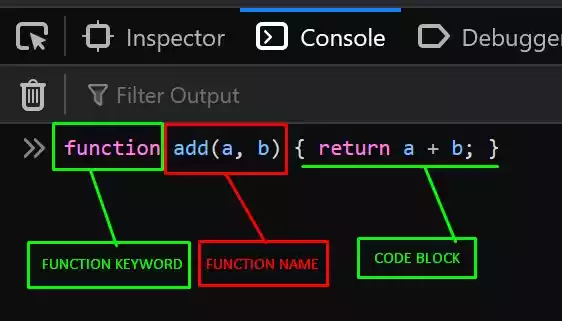 Inspector Console Debugger
Filter Output
function add(a, b) { return a + b; }
FUNCTION KEYWORD FUNCTION NAME CODE BLOCK